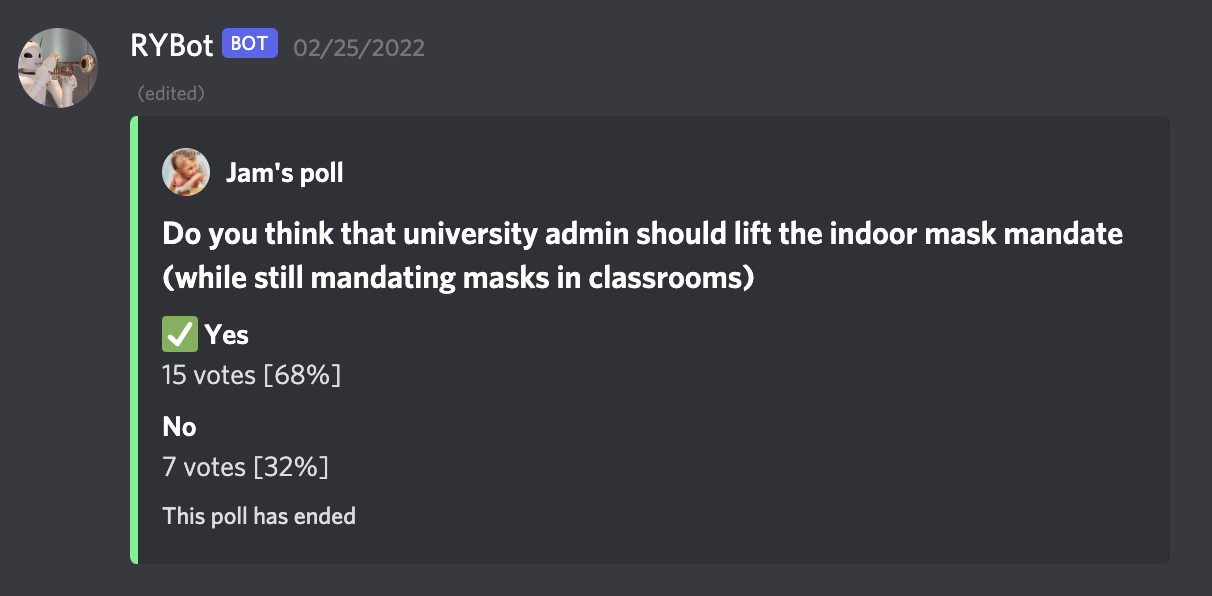 RYBot BOT 02/25/2022
(edited)
Jam's poll
Do you think that university admin should lift the indoor mask mandate
(while still mandating masks in classrooms)
✅ Yes
15 votes [68%]
No
7 votes [32%]
This poll has ended